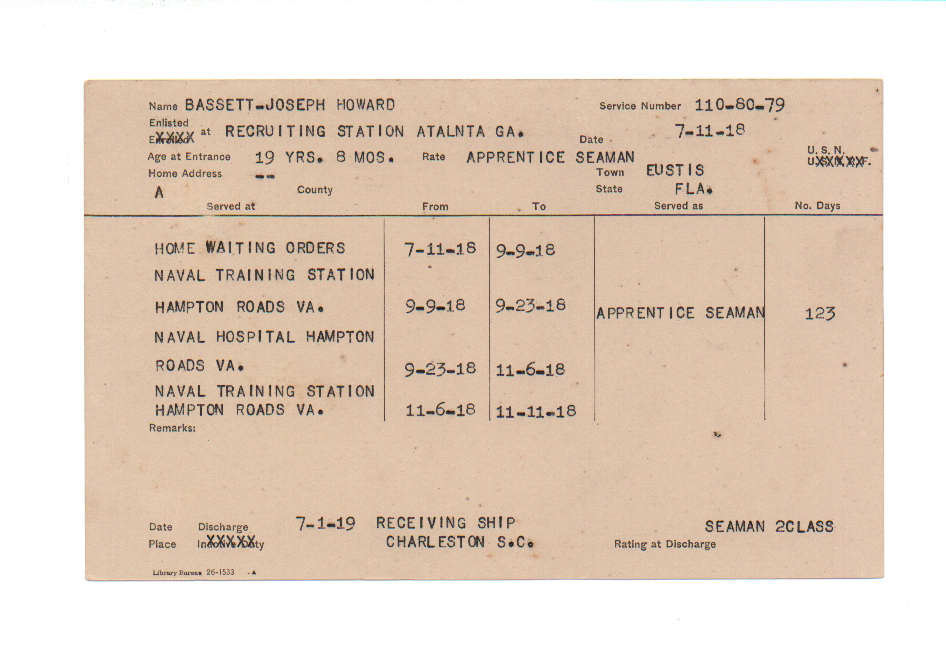 Name BASSETT-JOSEPH HOWARD Service Number 110-80-79
Enlisted
Enrolled at RECRUITING STATION ATALNTA GA. Date 7-11-18
Age at Entrance 19 YRS. 8 MOS. Rate APPRENTICE SEAMAN U. S. N.
Home Address -- Town EUSTIS
A County State FLA.
Served at From To Served as No. Days
HOME WAITING ORDERS 7-11-18 9-9-18
NAVAL TRAINING STATION
HAMPTON ROADS VA. 9-9-18 9-23-18 APPRENTICE SEAMAN 123
NAVAL HOSPITAL HAMPTON
ROADS VA. 9-23-18 11-6-18
NAVAL TRAINING STATION
HAMPTON ROADS VA. 11-6-18 11-11-18
Remarks:
Date Discharge 7-1-19 RECEIVING SHIP SEAMAN 2CLASS
Place Inactive Duty CHARLESTON S.C. Rating at Discharge
Library Bureau 26-1533 A